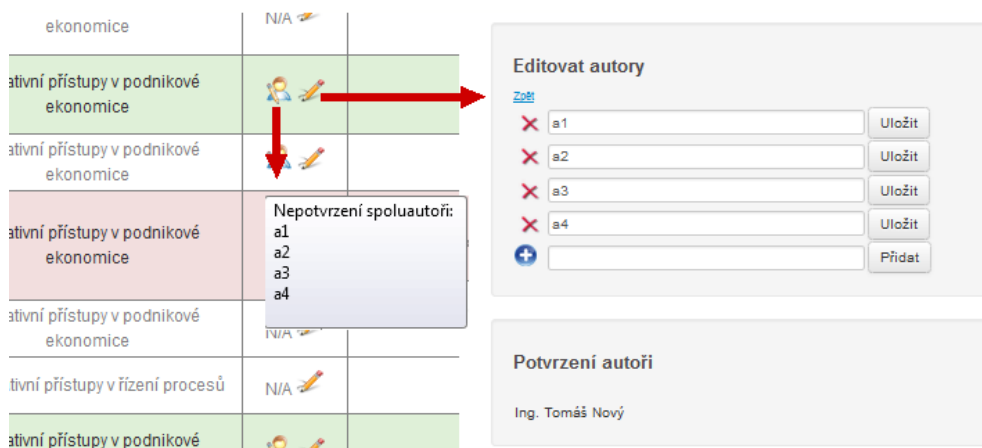 ekonomice
N/A
ativní přístupy v podnikové
ekonomice
ativní přístupy v podnikové
ekonomice
ativní přístupy v podnikové
ekonomice
Nepotvrzení spoluautoři:
a1
a2
a3
a4
ativní přístupy v podnikové
ekonomice
N/A
tivní přístupy v řízení procesů
N/A
ativní přístupy v podnikové
Editovat autory
Zpět
a1 Uložit
a2 Uložit
a3 Uložit
a4 Uložit
Přidat
Potvrzení autoři
Ing. Tomáš Nový